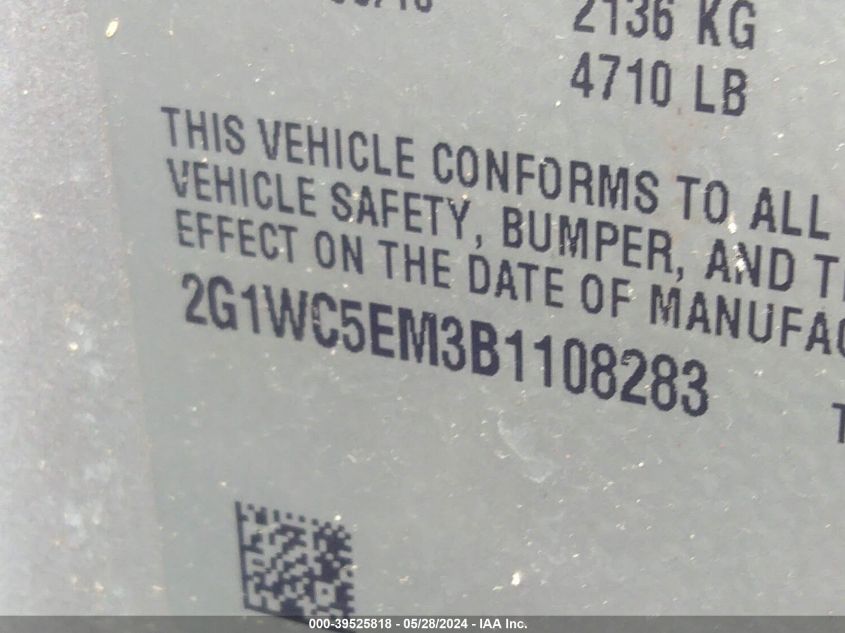 2136 KG
4710 LB
THIS VEHICLE CONFORMS TO ALL
VEHICLE SAFETY, BUMPER, AND
EFFECT ON THE DATE OF MANUFAC
2G1WC5EM3B1108283
000-39525818 - 05/28/2024 - IAA Inc.